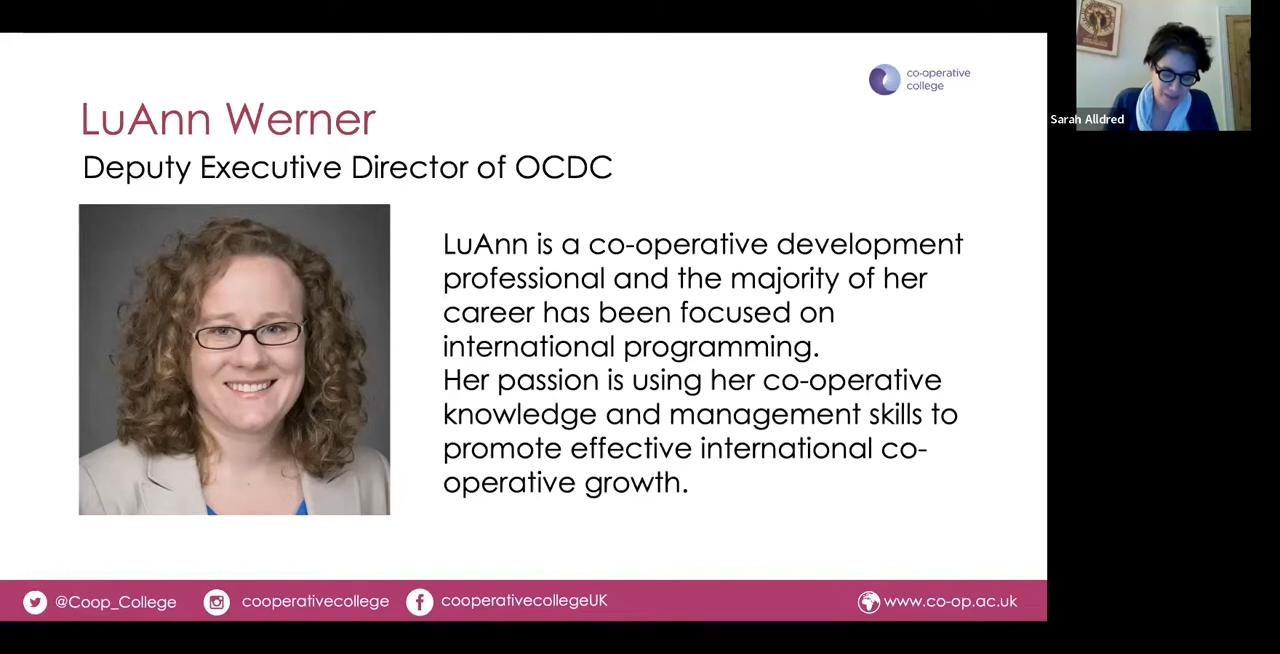 co-operative
college
LuAnn Werner
Deputy Executive Director of OCDC
LuAnn is a co-operative development
professional and the majority of her
career has been focused on
international programming.
Her passion is using her co-operative
knowledge and management skills to
promote effective international co-
operative growth.
@Coop_College
cooperativecollege
cooperativecollegeUK
www.co-op.ac.uk
Sarah Alldred